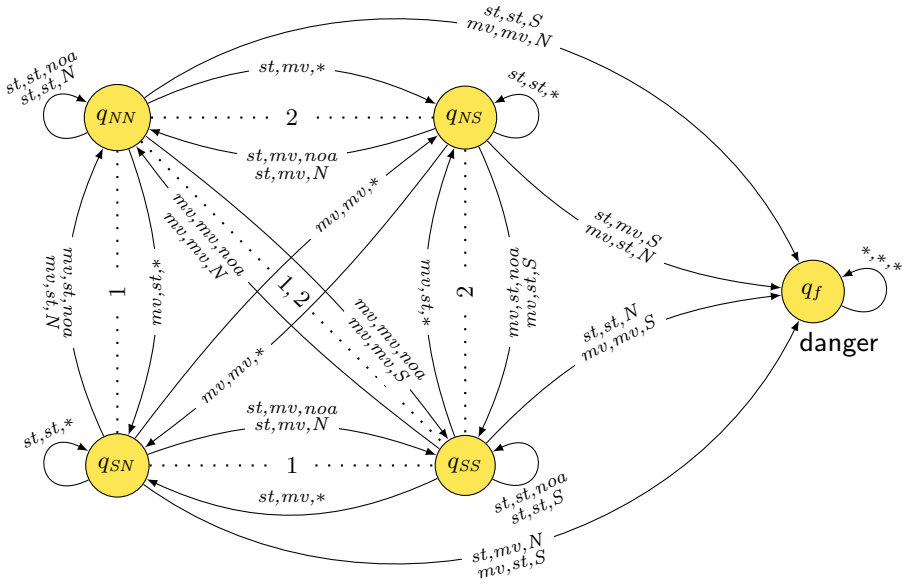 st,st,S
mv,mv,N
st,st,noa
st,st,N
st,mv,*
st,st,*
q_NN
2
q_NS
st,mv,noa
st,mv,N
mv,mv,noa
mv,mv,N
mv,mv,*
st,mv,S
mv,st,N
*,*,*
mv,st,noa
mv,st,N
1
mv,st,*
1,2
mv,st,*
2
mv,st,noa
mv,st,S
q_f
danger
mv,mv,noa
mv,mv,S
st,st,N
mv,mv,S
mv,mv,*
st,st,*
st,mv,noa
st,mv,N
q_SN
1
q_SS
st,mv,*
st,st,noa
st,st,S
st,mv,N
mv,st,S